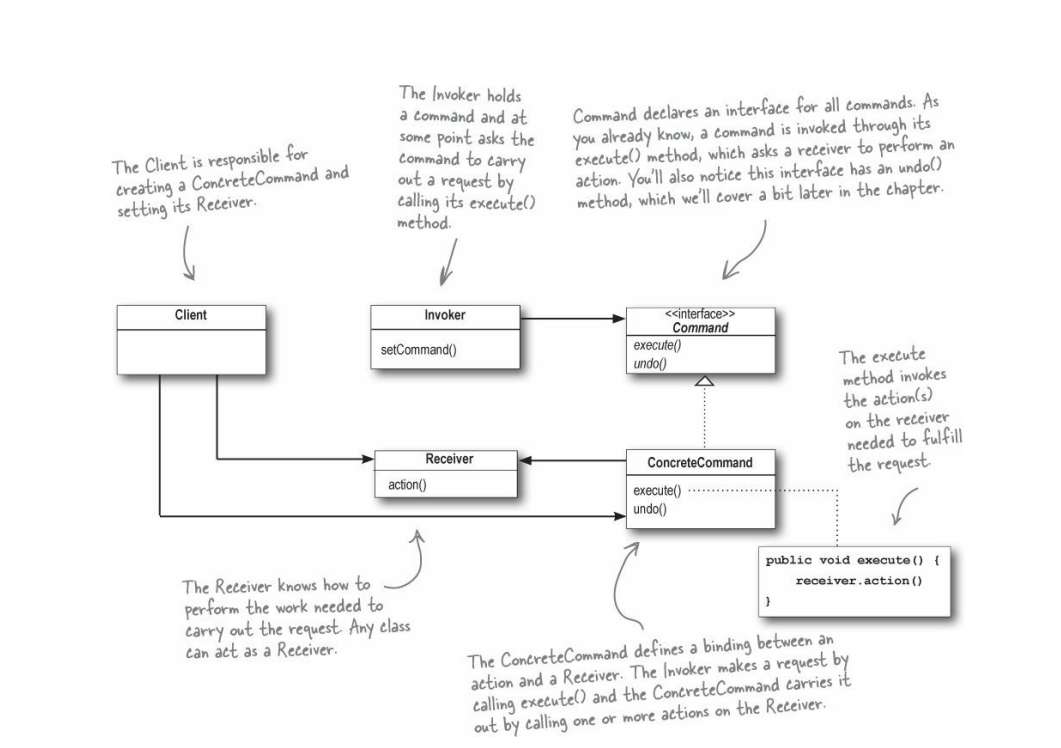 The Client is responsible for
creating a ConcreteCommand and
setting its Receiver.
The Invoker holds
a command and at
some point asks the
command to carry
out a request by
calling its execute()
method.
Command declares an interface for all commands. As
you already know, a command is invoked through its
execute() method, which asks a receiver to perform an
action. You'll also notice this interface has an undo()
method, which we'll cover a bit later in the chapter.
Client
Invoker
setCommand()
<<interface>>
Command
execute()
undo()
The execute
method invokes
the action(s)
on the receiver
needed to fulfill
the request.
Receiver
action()
ConcreteCommand
execute()
undo()
public void execute() {
receiver.action()
}
The Receiver knows how to
perform the work needed to
carry out the request. Any class
can act as a Receiver.
The ConcreteCommand defines a binding between an
action and a Receiver. The Invoker makes a request by
calling execute() and the ConcreteCommand carries it
out by calling one or more actions on the Receiver.